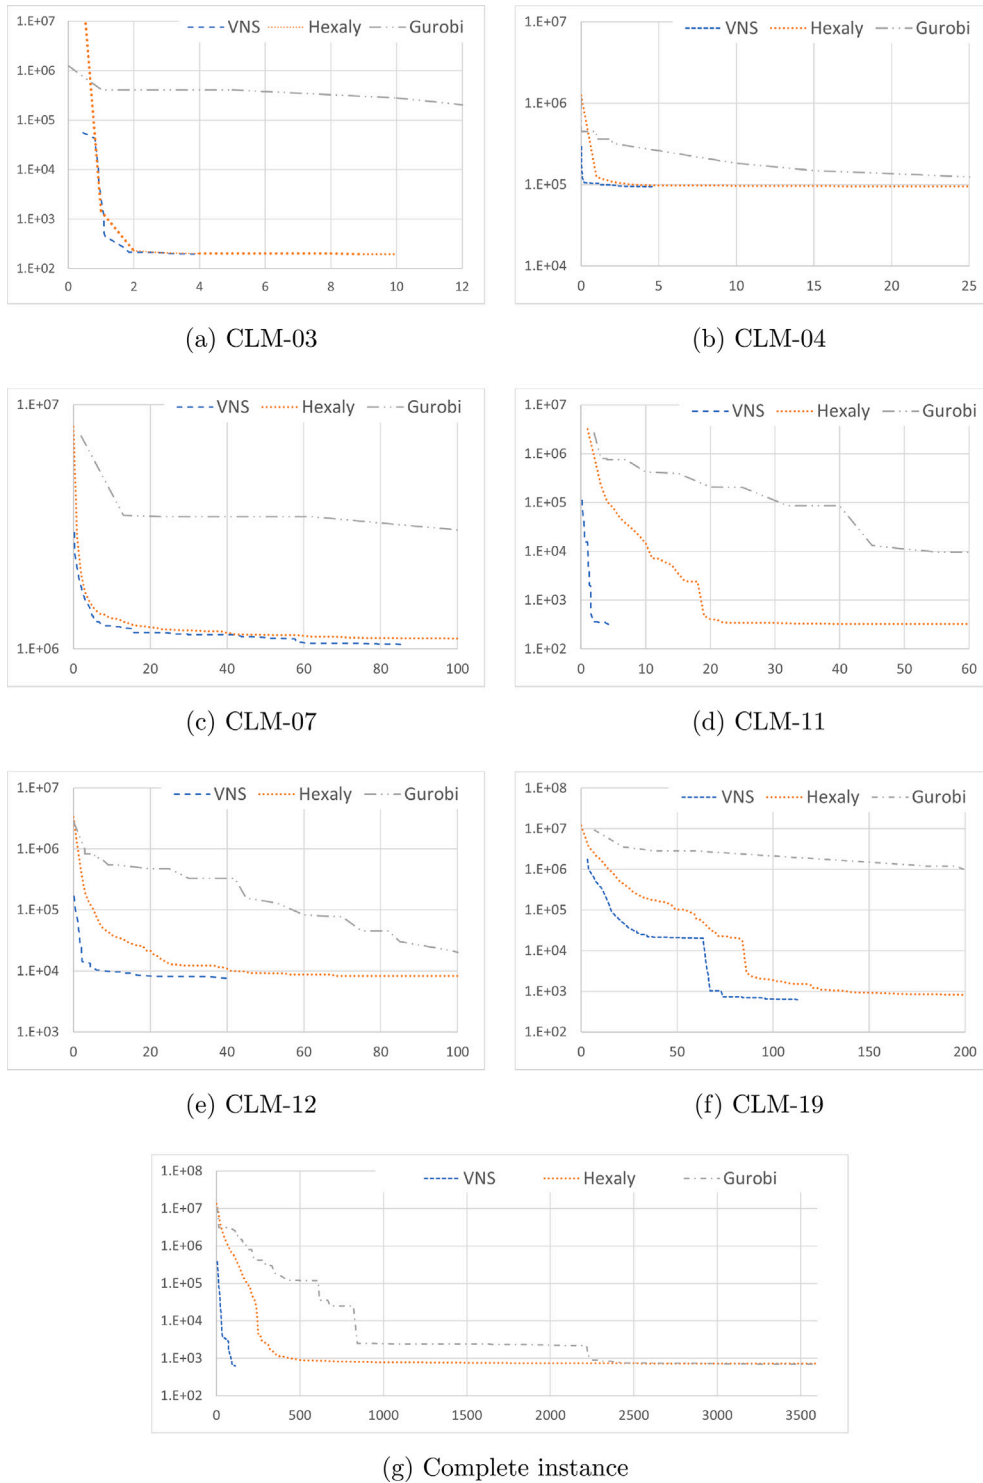 1.E+07
VNS Hexaly Gurobi
1.E+06
1.E+05
1.E+04
1.E+03
1.E+02
0 2 4 6 8 10 12
(a) CLM-03
1.E+07
VNS Hexaly Gurobi
1.E+06
1.E+05
1.E+04
0 5 10 15 20 25
(b) CLM-04
1.E+07
VNS Hexaly Gurobi
1.E+06
0 20 40 60 80 100
(c) CLM-07
1.E+07
VNS Hexaly Gurobi
1.E+06
1.E+05
1.E+04
1.E+03
1.E+02
0 10 20 30 40 50 60
(d) CLM-11
1.E+07
VNS Hexaly Gurobi
1.E+06
1.E+05
1.E+04
1.E+03
0 20 40 60 80 100
(e) CLM-12
1.E+08
VNS Hexaly Gurobi
1.E+07
1.E+06
1.E+05
1.E+04
1.E+03
1.E+02
0 50 100 150 200
(f) CLM-19
1.E+08
VNS Hexaly Gurobi
1.E+07
1.E+06
1.E+05
1.E+04
1.E+03
1.E+02
0 500 1000 1500 2000 2500 3000 3500
(g) Complete instance